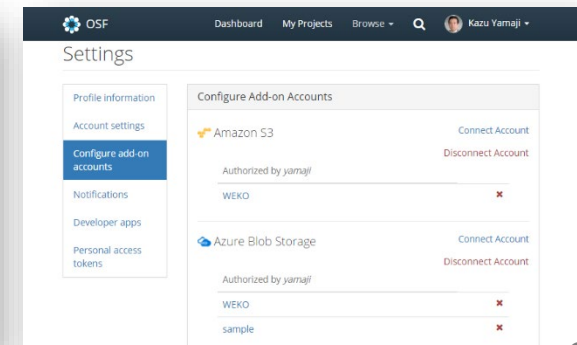 OSF Dashboard My Projects Browse Kazu Yamaji
Settings
Profile information
Account settings
Configure add-on
accounts
Notifications
Developer apps
Personal access
tokens
Configure Add-on Accounts
Amazon S3 Connect Account
Disconnect Account
Authorized by yamaji
WEKO
Azure Blob Storage Connect Account
Disconnect Account
Authorized by yamaji
WEKO
sample